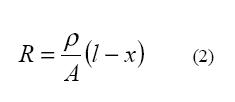 R = ρ/A (l − x) (2)